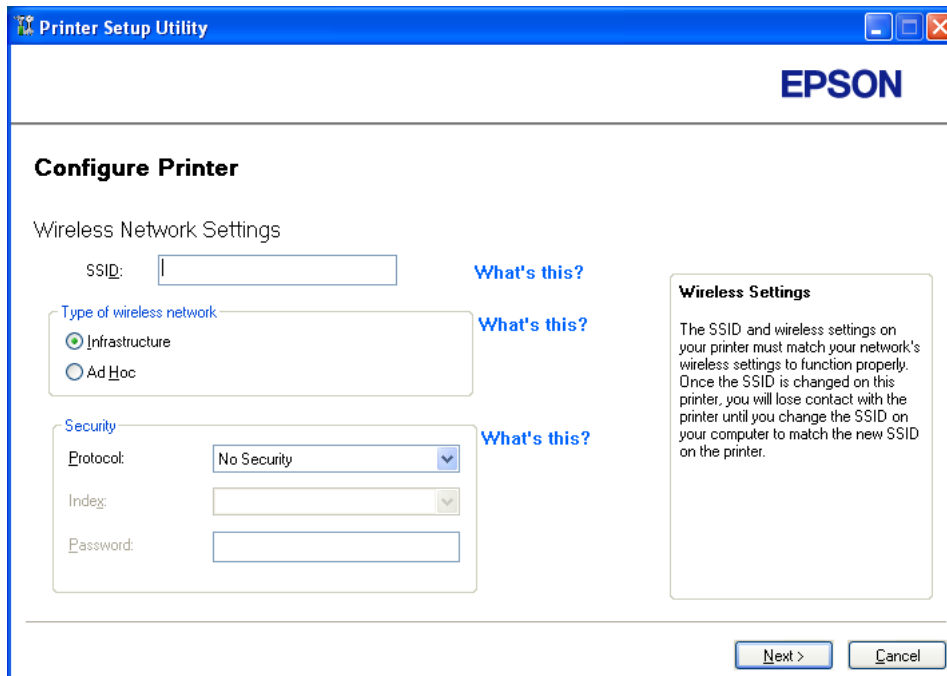 Printer Setup Utility
EPSON
Configure Printer
Wireless Network Settings
SSID:
What's this?
Type of wireless network
What's this?
Infrastructure
Ad Hoc
Security
What's this?
Protocol:
No Security
Index:
Password:
Wireless Settings
The SSID and wireless settings on
your printer must match your network's
wireless settings to function properly.
Once the SSID is changed on this
printer, you will lose contact with the
printer until you change the SSID on
your computer to match the new SSID
on the printer.
Next >
Cancel